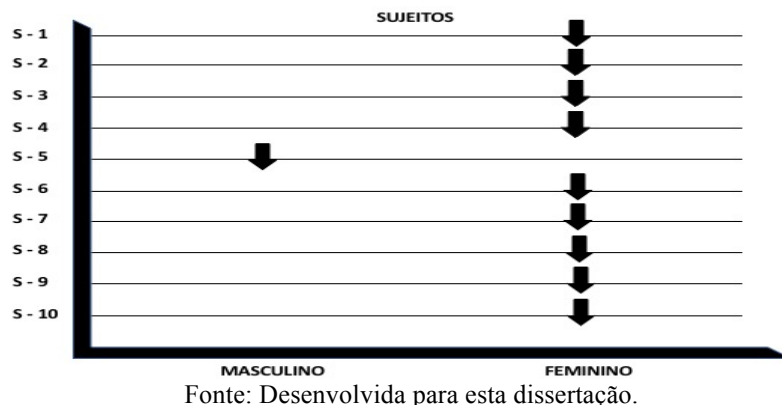 SUJEITOS
S - 1
S - 2
S - 3
S - 4
S - 5
S - 6
S - 7
S - 8
S - 9
S - 10
MASCULINO FEMININO
Fonte: Desenvolvida para esta dissertação.